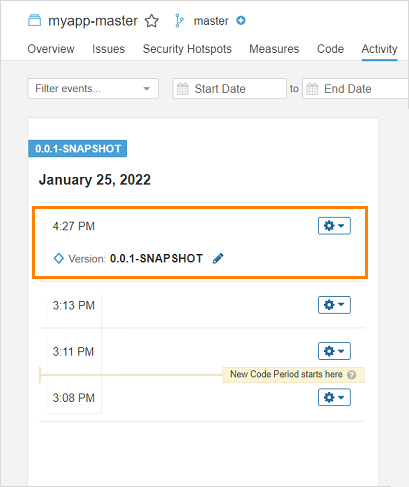 myapp-master master
Overview Issues Security Hotspots Measures Code Activity
Filter events... Start Date to End Date
0.0.1-SNAPSHOT
January 25, 2022
4:27 PM
Version: 0.0.1-SNAPSHOT
3:13 PM
3:11 PM
New Code Period starts here ?
3:08 PM